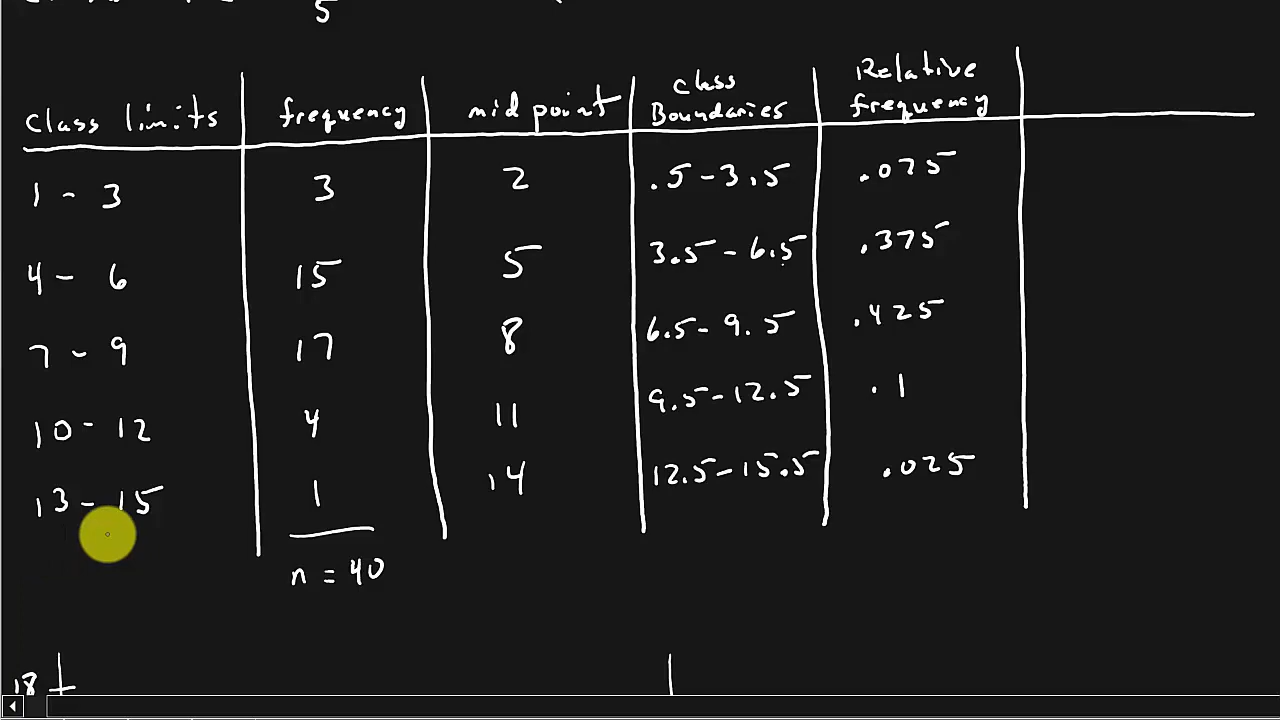 5
class limits frequency mid point class Boundaries Relative frequency
1 - 3 3 2 .5 - 3.5 .075
4 - 6 15 5 3.5 - 6.5 .375
7 - 9 17 8 6.5 - 9.5 .425
10 - 12 4 11 9.5 - 12.5 .1
13 - 15 1 14 12.5 - 15.5 .025
n = 40
18